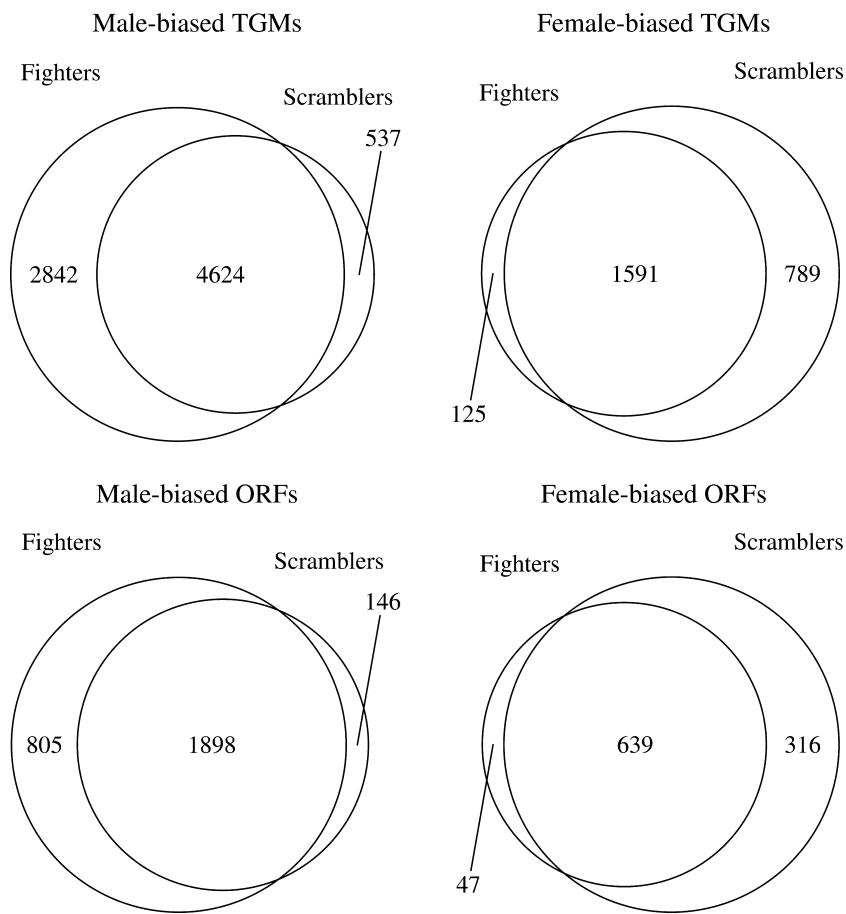 Male-biased TGMs
Fighters
Scramblers
537
2842
4624
Female-biased TGMs
Fighters
Scramblers
1591
789
125
Male-biased ORFs
Fighters
Scramblers
146
805
1898
Female-biased ORFs
Fighters
Scramblers
639
316
47